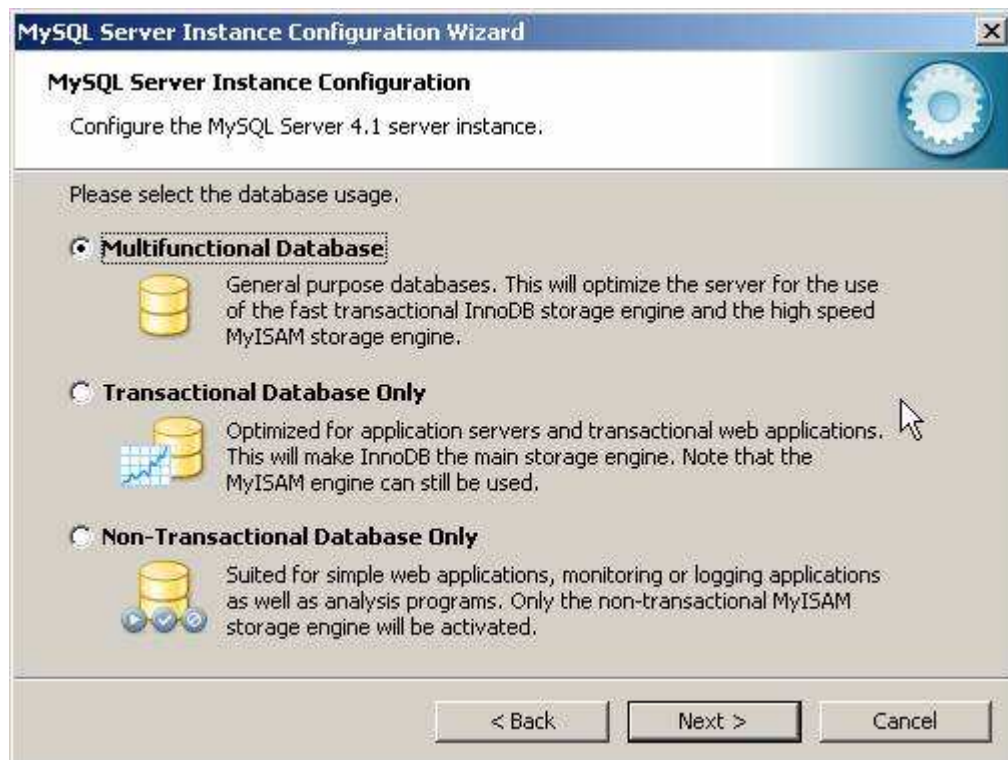 MySQL Server Instance Configuration Wizard
MySQL Server Instance Configuration
Configure the MySQL Server 4.1 server instance.
Please select the database usage.
Multifunctional Database
General purpose databases. This will optimize the server for the use
of the fast transactional InnoDB storage engine and the high speed
MyISAM storage engine.
Transactional Database Only
Optimized for application servers and transactional web applications.
This will make InnoDB the main storage engine. Note that the
MyISAM engine can still be used.
Non-Transactional Database Only
Suited for simple web applications, monitoring or logging applications
as well as analysis programs. Only the non-transactional MyISAM
storage engine will be activated.
< Back
Next >
Cancel